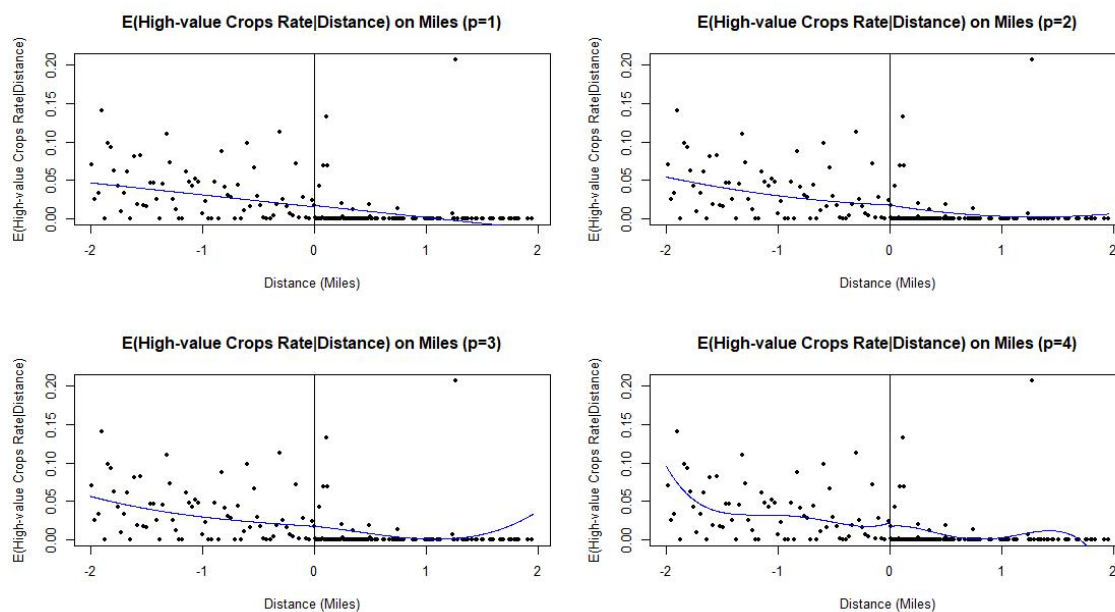 E(High-value Crops Rate|Distance) on Miles (p=1)
E(High-value Crops Rate|Distance)
0.00 0.05 0.10 0.15 0.20
-2 -1 0 1 2
Distance (Miles)
E(High-value Crops Rate|Distance) on Miles (p=2)
E(High-value Crops Rate|Distance)
0.00 0.05 0.10 0.15 0.20
-2 -1 0 1 2
Distance (Miles)
E(High-value Crops Rate|Distance) on Miles (p=3)
E(High-value Crops Rate|Distance)
0.00 0.05 0.10 0.15 0.20
-2 -1 0 1 2
Distance (Miles)
E(High-value Crops Rate|Distance) on Miles (p=4)
E(High-value Crops Rate|Distance)
0.00 0.05 0.10 0.15 0.20
-2 -1 0 1 2
Distance (Miles)